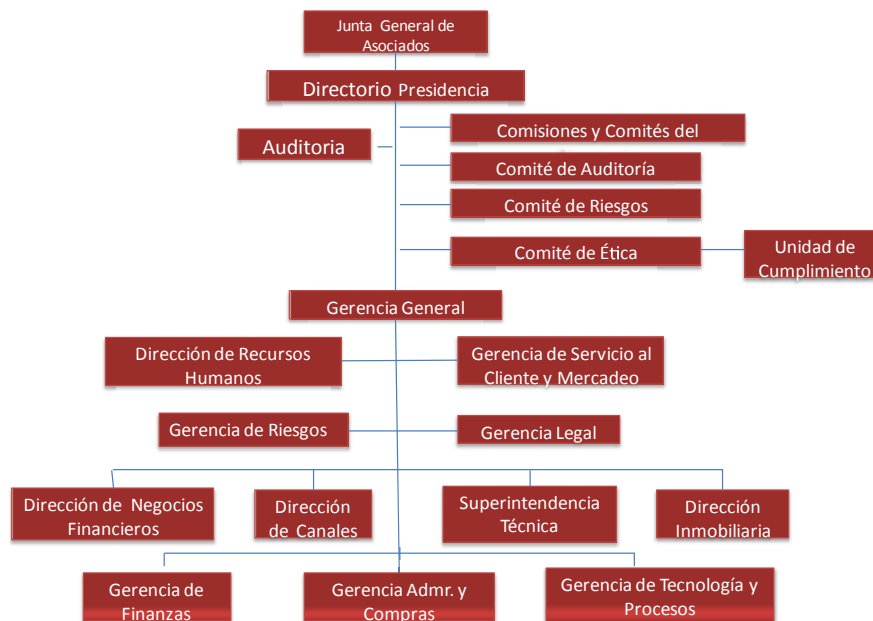 Junta General de
Asociados
Directorio Presidencia
Auditoria
Comisiones y Comités del
Comité de Auditoría
Comité de Riesgos
Comité de Ética
Unidad de
Cumplimiento
Gerencia General
Dirección de Recursos
Humanos
Gerencia de Servicio al
Cliente y Mercadeo
Gerencia de Riesgos
Gerencia Legal
Dirección de Negocios
Financieros
Dirección
de Canales
Superintendencia
Técnica
Dirección
Inmobiliaria
Gerencia de
Finanzas
Gerencia Admr. y
Compras
Gerencia de Tecnología y
Procesos